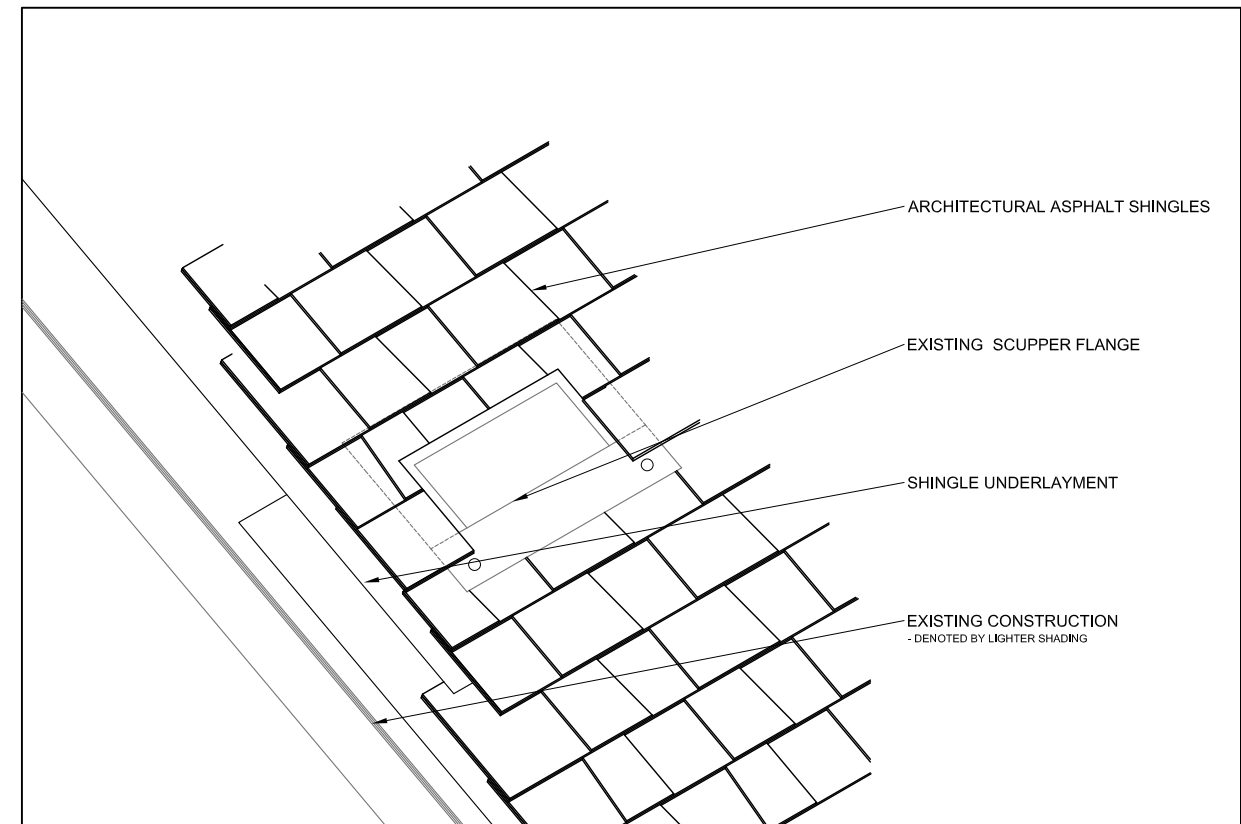 ARCHITECTURAL ASPHALT SHINGLES
EXISTING SCUPPER FLANGE
SHINGLE UNDERLAYMENT
EXISTING CONSTRUCTION
- DENOTED BY LIGHTER SHADING